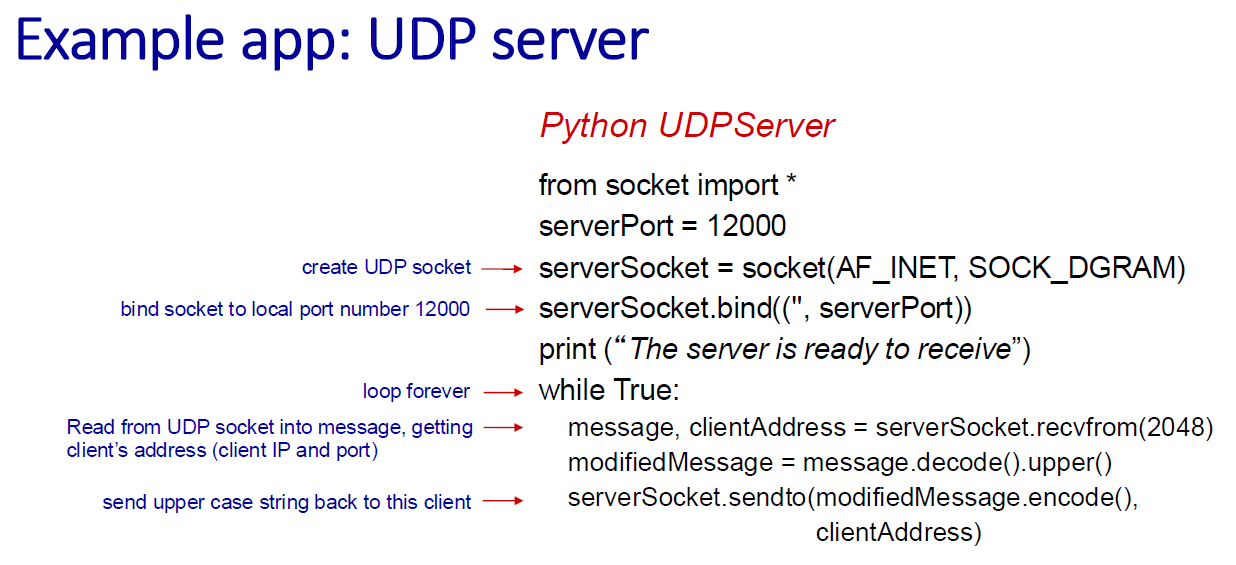 Example app: UDP server
Python UDPServer
from socket import *
serverPort = 12000
create UDP socket
serverSocket = socket(AF_INET, SOCK_DGRAM)
bind socket to local port number 12000
serverSocket.bind(('', serverPort))
print (“The server is ready to receive”)
loop forever
while True:
Read from UDP socket into message, getting
client’s address (client IP and port)
message, clientAddress = serverSocket.recvfrom(2048)
modifiedMessage = message.decode().upper()
send upper case string back to this client
serverSocket.sendto(modifiedMessage.encode(),
clientAddress)